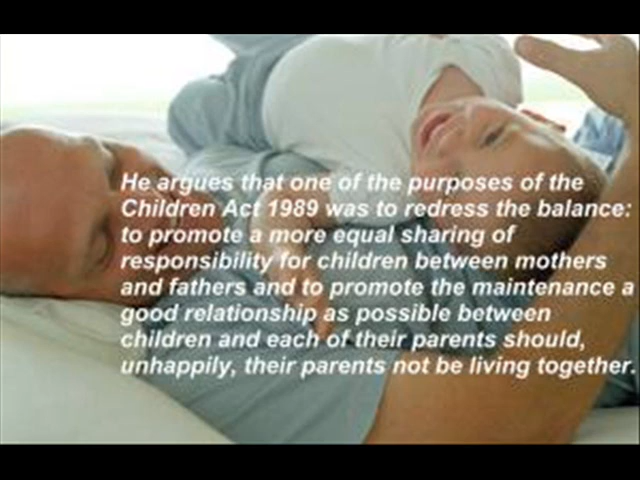 He argues that one of the purposes of the
Children Act 1989 was to redress the balance:
to promote a more equal sharing of
responsibility for children between mothers
and fathers and to promote the maintenance a
good relationship as possible between
children and each of their parents should,
unhappily, their parents not be living together.